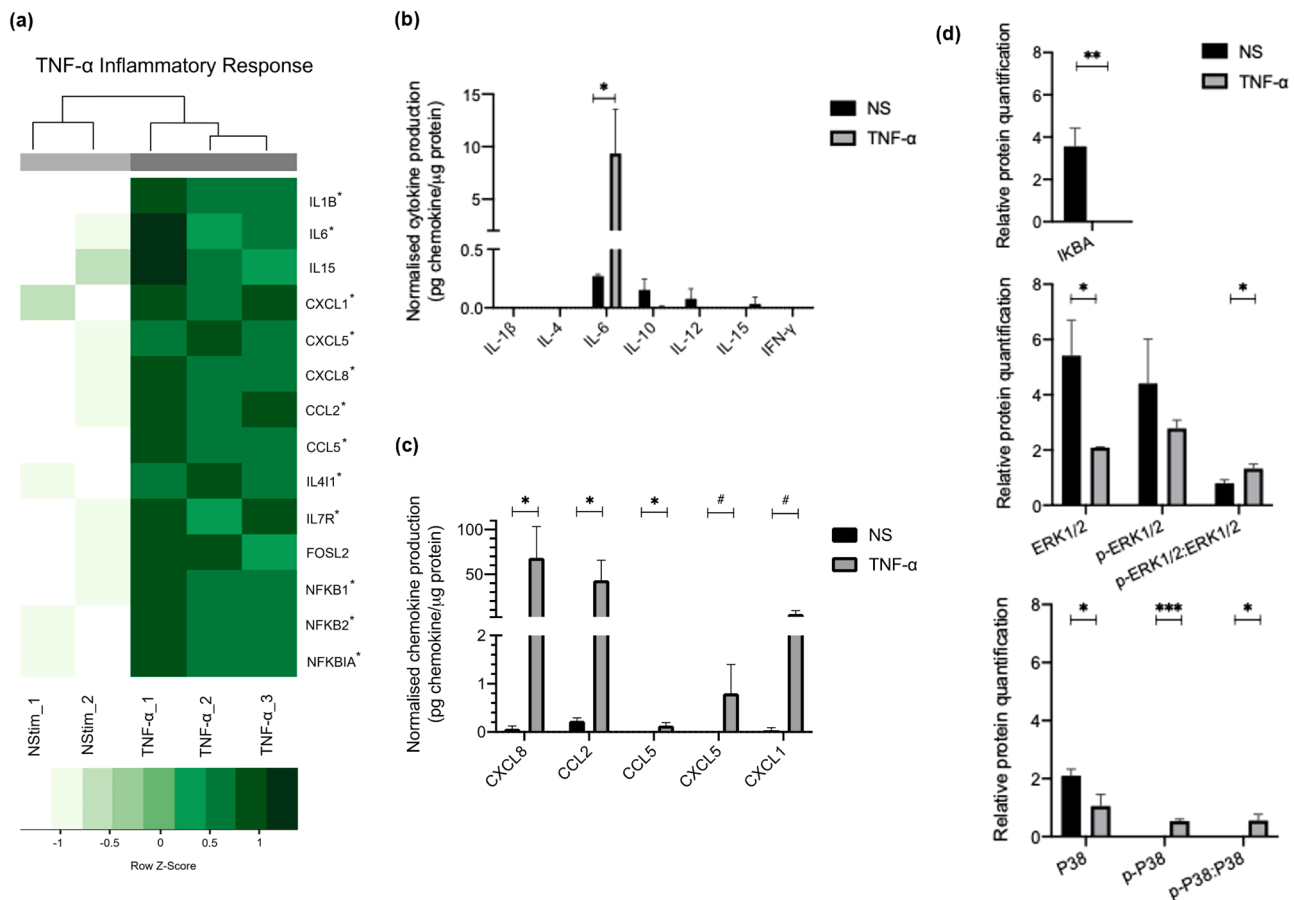 (a)
TNF-α Inflammatory Response
IL1B*
IL6*
IL15
CXCL1*
CXCL5*
CXCL8*
CCL2*
CCL5*
IL4I1*
IL7R*
FOSL2
NFKB1*
NFKB2*
NFKBIA*
NStim_1
NStim_2
TNF-α_1
TNF-α_2
TNF-α_3
-1 -0.5 0 0.5 1
Row Z-Score
(b)
Normalised cytokine production
(pg chemokine/μg protein)
15
10
5
0.5
0.0
*
NS
TNF-α
IL-1β
IL-4
IL-6
IL-10
IL-12
IL-15
IFN-γ
(c)
Normalised chemokine production
(pg chemokine/μg protein)
100
50
2
1
0
* * * # #
NS
TNF-α
CXCL8
CCL2
CCL5
CXCL5
CXCL1
(d)
Relative protein quantification
8
6
4
2
0
**
NS
TNF-α
IKBA
Relative protein quantification
8
6
4
2
0
* *
ERK1/2
p-ERK1/2
p-ERK1/2:ERK1/2
Relative protein quantification
8
6
4
2
0
* *** *
P38
p-P38
p-P38:P38